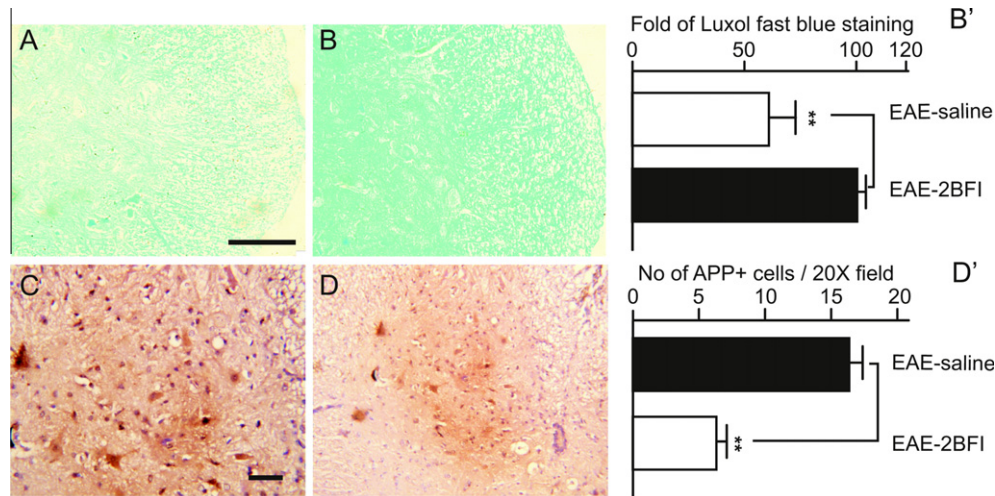 A
B
Fold of Luxol fast blue staining
B'
0 50 100 120
**
EAE-saline
EAE-2BFI
C
D
No of APP+ cells / 20X field
D'
0 5 10 15 20
EAE-saline
**
EAE-2BFI